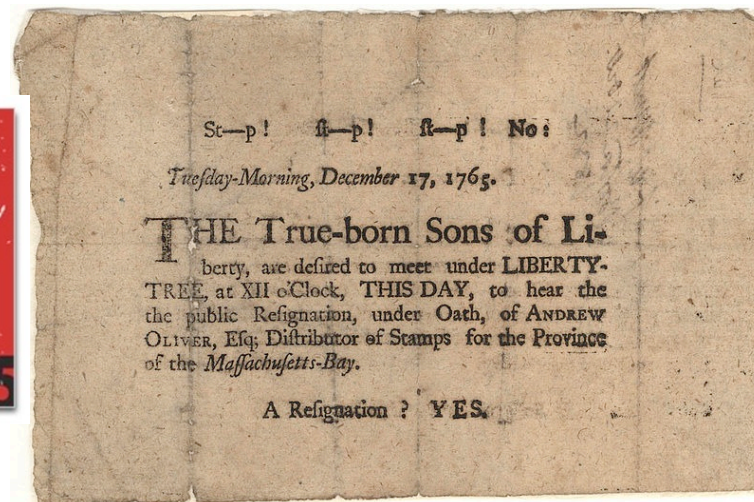 St—p! ſt—p! ſt—p! No:
Tueſday-Morning, December 17, 1765.
THE True-born Sons of Li-
berty, are deſired to meet under LIBERTY-
TREE, at XII o'Clock, THIS DAY, to hear the
the public Reſignation, under Oath, of ANDREW
OLIVER, Eſq; Diſtributor of Stamps for the Province
of the Maſſachuſetts-Bay.
A Reſignation? YES.